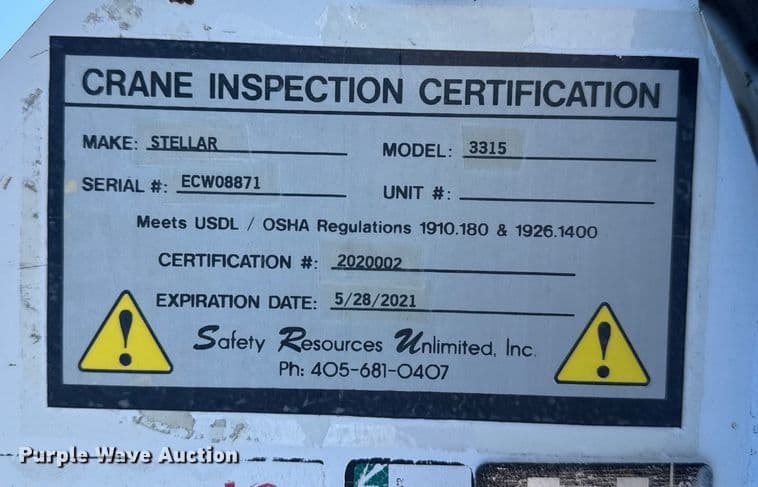 CRANE INSPECTION CERTIFICATION
MAKE: STELLAR
MODEL: 3315
SERIAL #: ECW08871
UNIT #:
Meets USDL / OSHA Regulations 1910.180 & 1926.1400
CERTIFICATION #: 2020002
EXPIRATION DATE: 5/28/2021
Safety Resources Unlimited, Inc.
Ph: 405-681-0407
Purple Wave Auction